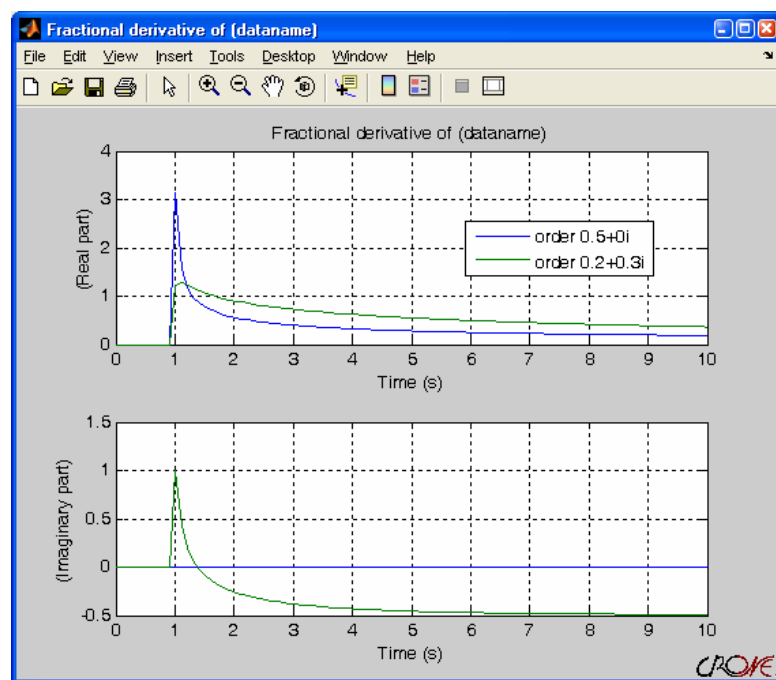 Fractional derivative of (dataname)
File Edit View Insert Tools Desktop Window Help
Fractional derivative of (dataname)
4
3
2
1
0
(Real part)
order 0.5+0i
order 0.2+0.3i
0 1 2 3 4 5 6 7 8 9 10
Time (s)
1.5
1
0.5
0
-0.5
(Imaginary part)
0 1 2 3 4 5 6 7 8 9 10
Time (s)
CRONE